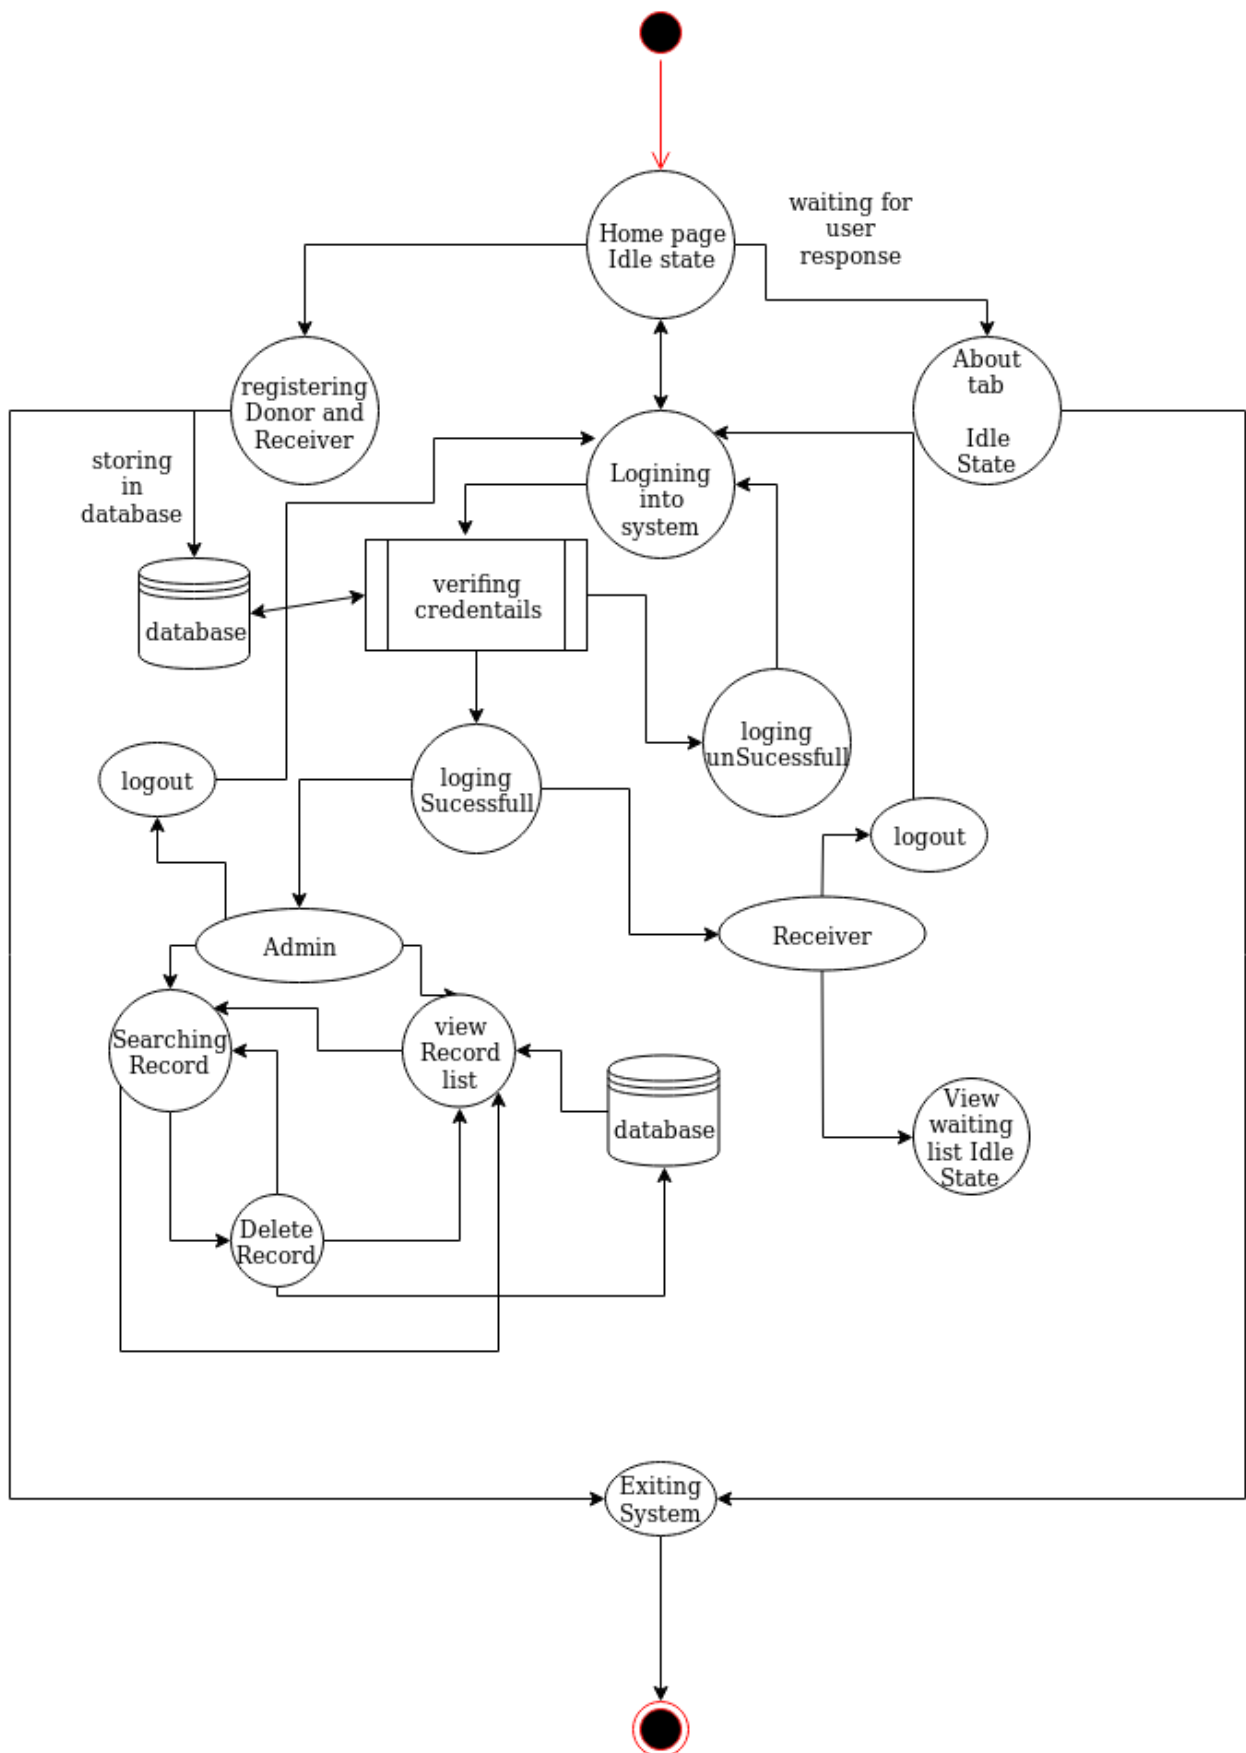 Home page
Idle state
waiting for
user
response
registering
Donor and
Receiver
About
tab
Idle
State
storing
in
database
Logining
into
system
verifing
credentails
database
loging
unSucessfull
logout
loging
Sucessfull
logout
Admin
Receiver
Searching
Record
view
Record
list
database
View
waiting
list Idle
State
Delete
Record
Exiting
System